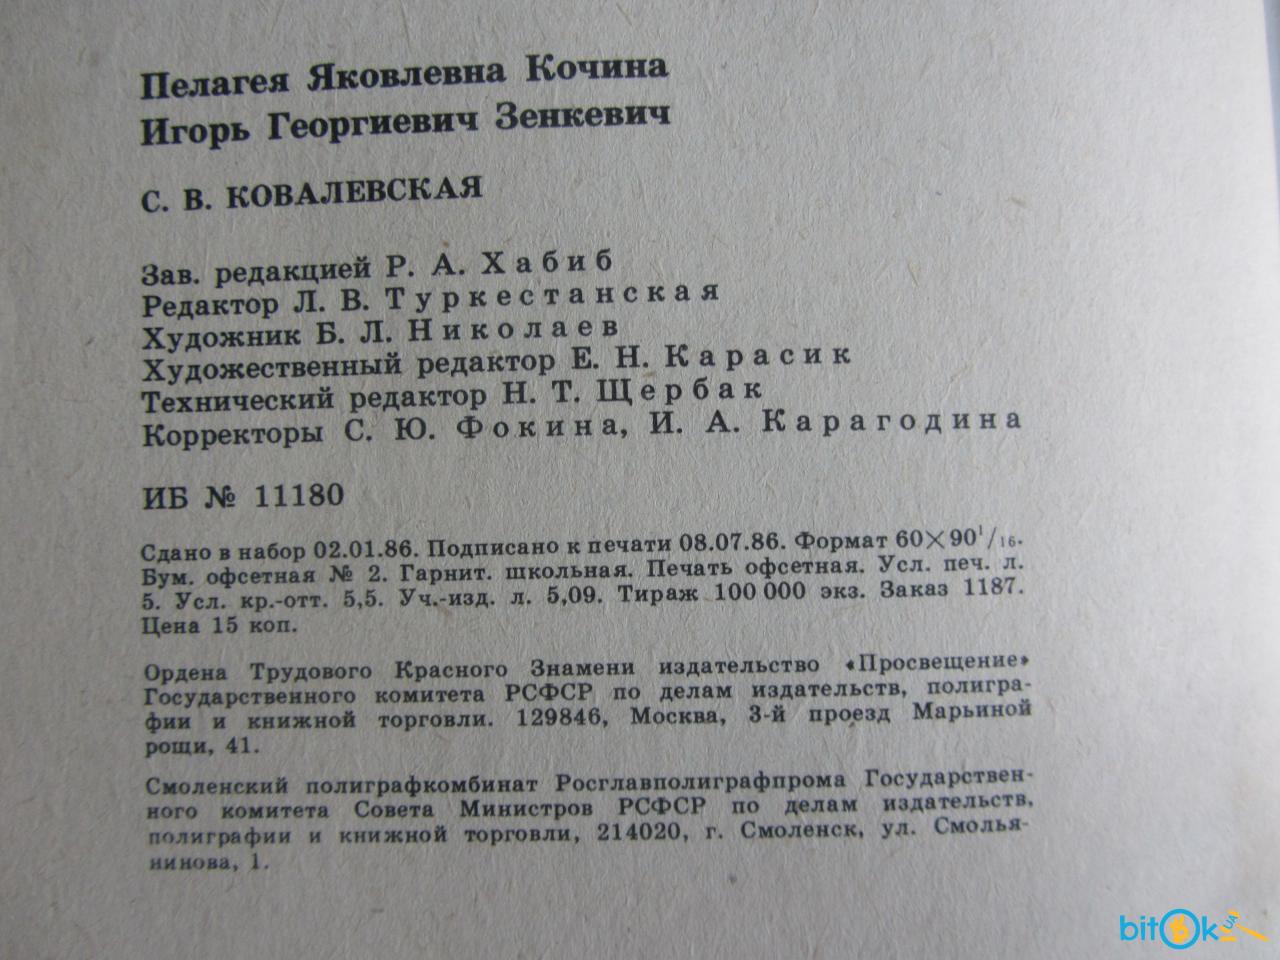 Пелагея Яковлевна Кочина
Игорь Георгиевич Зенкевич
С. В. КОВАЛЕВСКАЯ
Зав. редакцией Р. А. Хабиб
Редактор Л. В. Туркестанская
Художник Б. Л. Николаев
Художественный редактор Е. Н. Карасик
Технический редактор Н. Т. Щербак
Корректоры С. Ю. Фокина, И. А. Карагодина
ИБ № 11180
Сдано в набор 02.01.86. Подписано к печати 08.07.86. Формат 60×90¹/₁₆.
Бум. офсетная № 2. Гарнит. школьная. Печать офсетная. Усл. печ. л.
5. Усл. кр.-отт. 5,5. Уч.-изд. л. 5,09. Тираж 100 000 экз. Заказ 1187.
Цена 15 коп.
Ордена Трудового Красного Знамени издательство «Просвещение»
Государственного комитета РСФСР по делам издательств, полигра-
фии и книжной торговли. 129846, Москва, 3-й проезд Марьиной
рощи, 41.
Смоленский полиграфкомбинат Росглавполиграфпрома Государствен-
ного комитета Совета Министров РСФСР по делам издательств,
полиграфии и книжной торговли, 214020, г. Смоленск, ул. Смолья-
нинова, 1.
bitok.ua